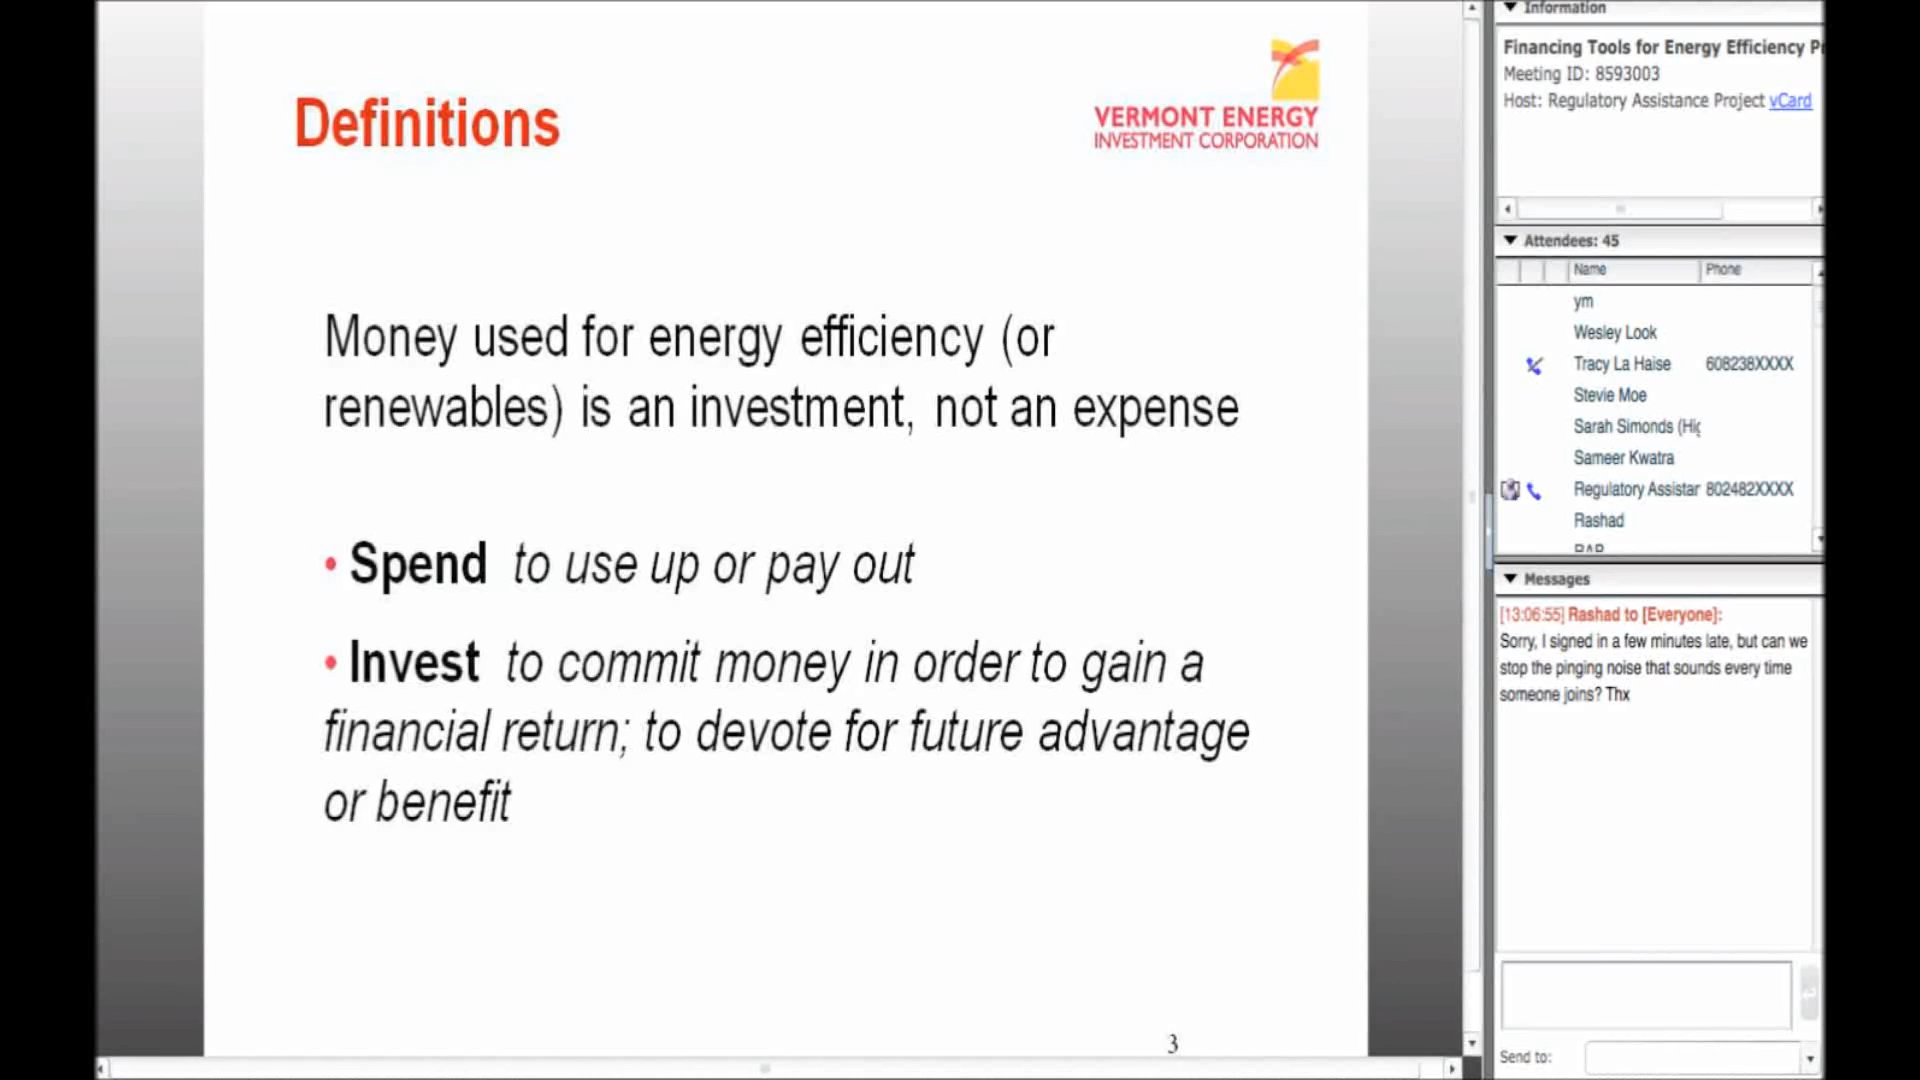 Definitions
VERMONT ENERGY
INVESTMENT CORPORATION
Money used for energy efficiency (or
renewables) is an investment, not an expense
• Spend to use up or pay out
• Invest to commit money in order to gain a
financial return; to devote for future advantage
or benefit
3
Information
Financing Tools for Energy Efficiency
Meeting ID: 8593003
Host: Regulatory Assistance Project vCard
Attendees: 45
Name Phone
ym
Wesley Look
Tracy La Haise 608238XXXX
Stevie Moe
Sarah Simonds (Hig
Sameer Kwatra
Regulatory Assistar 802482XXXX
Rashad
Messages
[13:06:55] Rashad to [Everyone]:
Sorry, I signed in a few minutes late, but can we
stop the pinging noise that sounds every time
someone joins? Thx
Send to: